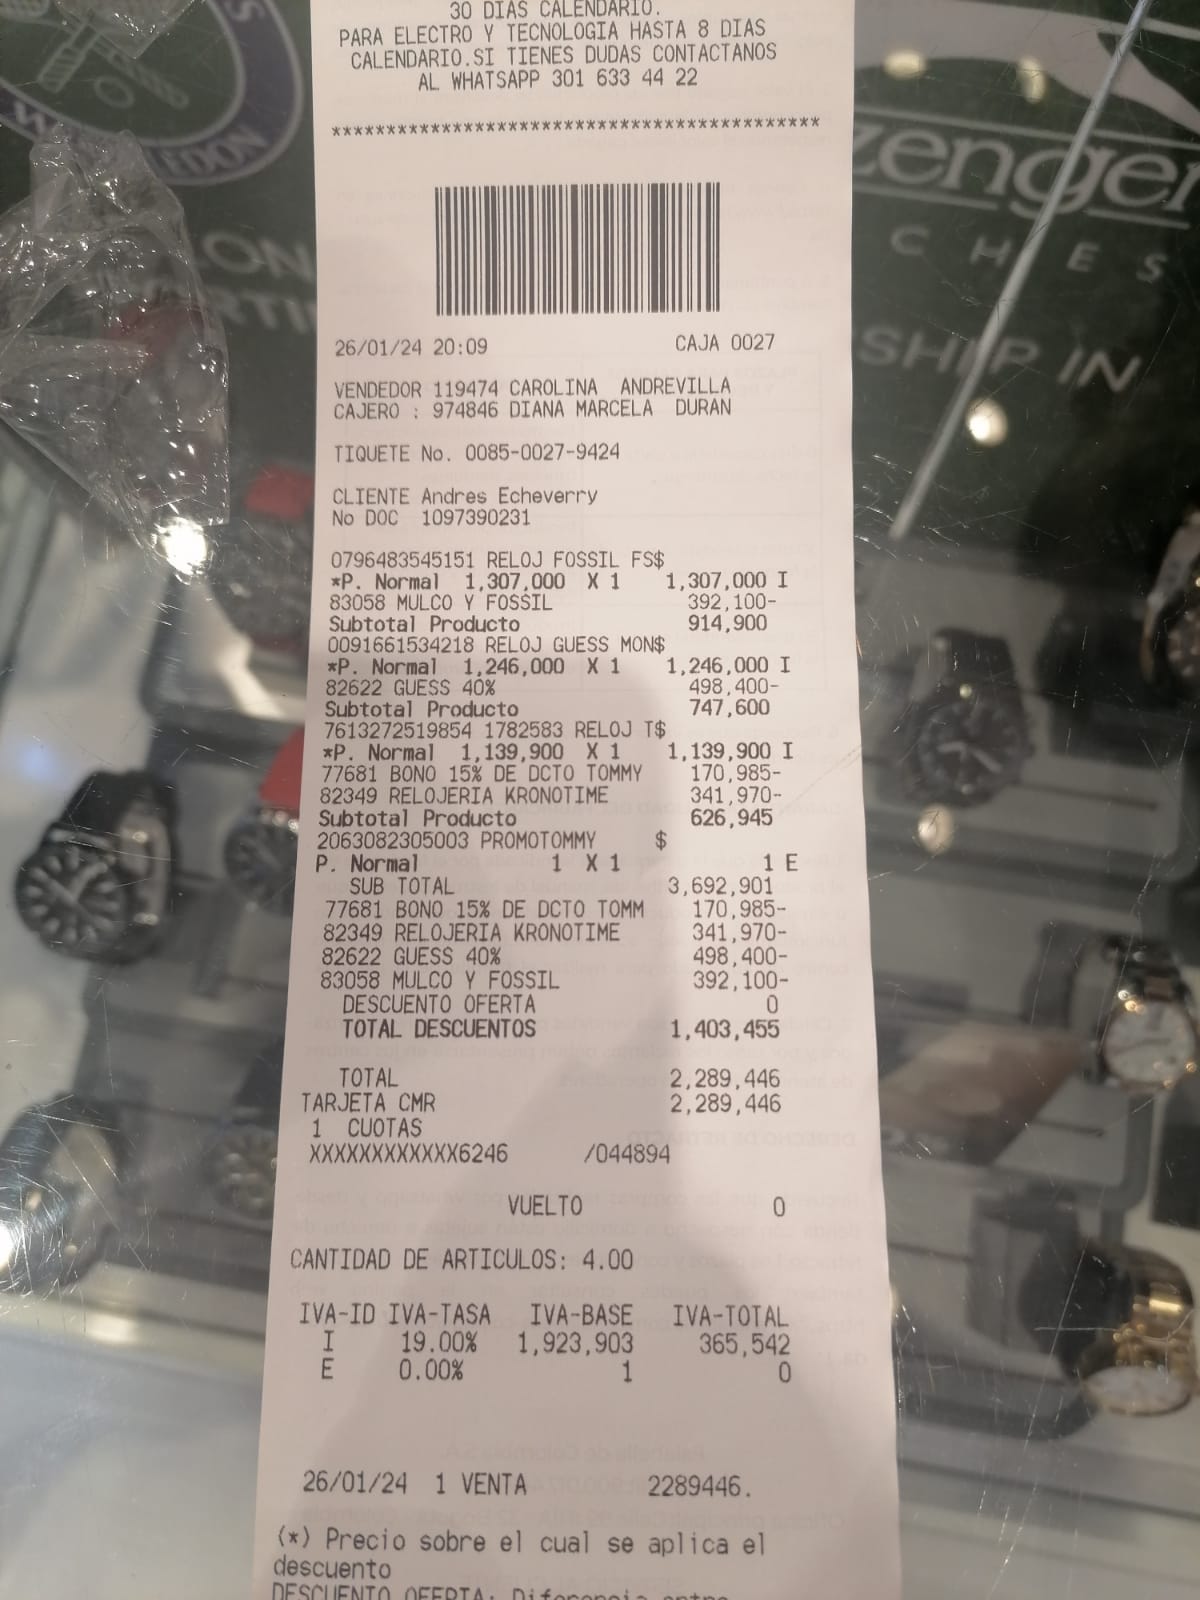 30 DIAS CALENDARIO.
PARA ELECTRO Y TECNOLOGIA HASTA 8 DIAS
CALENDARIO.SI TIENES DUDAS CONTACTANOS
AL WHATSAPP 301 633 44 22
********************************************
26/01/24 20:09 CAJA 0027
VENDEDOR 119474 CAROLINA ANDREVILLA
CAJERO : 974846 DIANA MARCELA DURAN
TIQUETE No. 0085-0027-9424
CLIENTE Andres Echeverry
No DOC 1097390231
0796483545151 RELOJ FOSSIL FS$
*P. Normal 1,307,000 X 1 1,307,000 I
83058 MULCO Y FOSSIL 392,100-
Subtotal Producto 914,900
0091661534218 RELOJ GUESS MON$
*P. Normal 1,246,000 X 1 1,246,000 I
82622 GUESS 40% 498,400-
Subtotal Producto 747,600
7613272519854 1782583 RELOJ T$
*P. Normal 1,139,900 X 1 1,139,900 I
77681 BONO 15% DE DCTO TOMMY 170,985-
82349 RELOJERIA KRONOTIME 341,970-
Subtotal Producto 626,945
2063082305003 PROMOTOMMY $
P. Normal 1 X 1 1 E
SUB TOTAL 3,692,901
77681 BONO 15% DE DCTO TOMM 170,985-
82349 RELOJERIA KRONOTIME 341,970-
82622 GUESS 40% 498,400-
83058 MULCO Y FOSSIL 392,100-
DESCUENTO OFERTA 0
TOTAL DESCUENTOS 1,403,455
TOTAL 2,289,446
TARJETA CMR 2,289,446
1 CUOTAS
XXXXXXXXXXXX6246 /044894
VUELTO 0
CANTIDAD DE ARTICULOS: 4.00
IVA-ID IVA-TASA IVA-BASE IVA-TOTAL
I 19.00% 1,923,903 365,542
E 0.00% 1 0
26/01/24 1 VENTA 2289446.
(*) Precio sobre el cual se aplica el
descuento
DESCUENTO OFERTA: Diferencia entre
zenger
CHES
SHIP IN